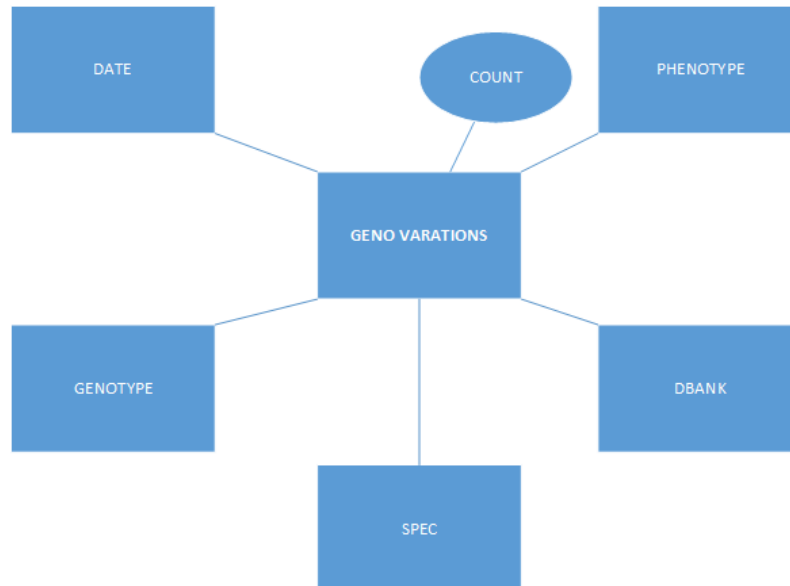 DATE
COUNT
PHENOTYPE
GENO VARATIONS
GENOTYPE
DBANK
SPEC